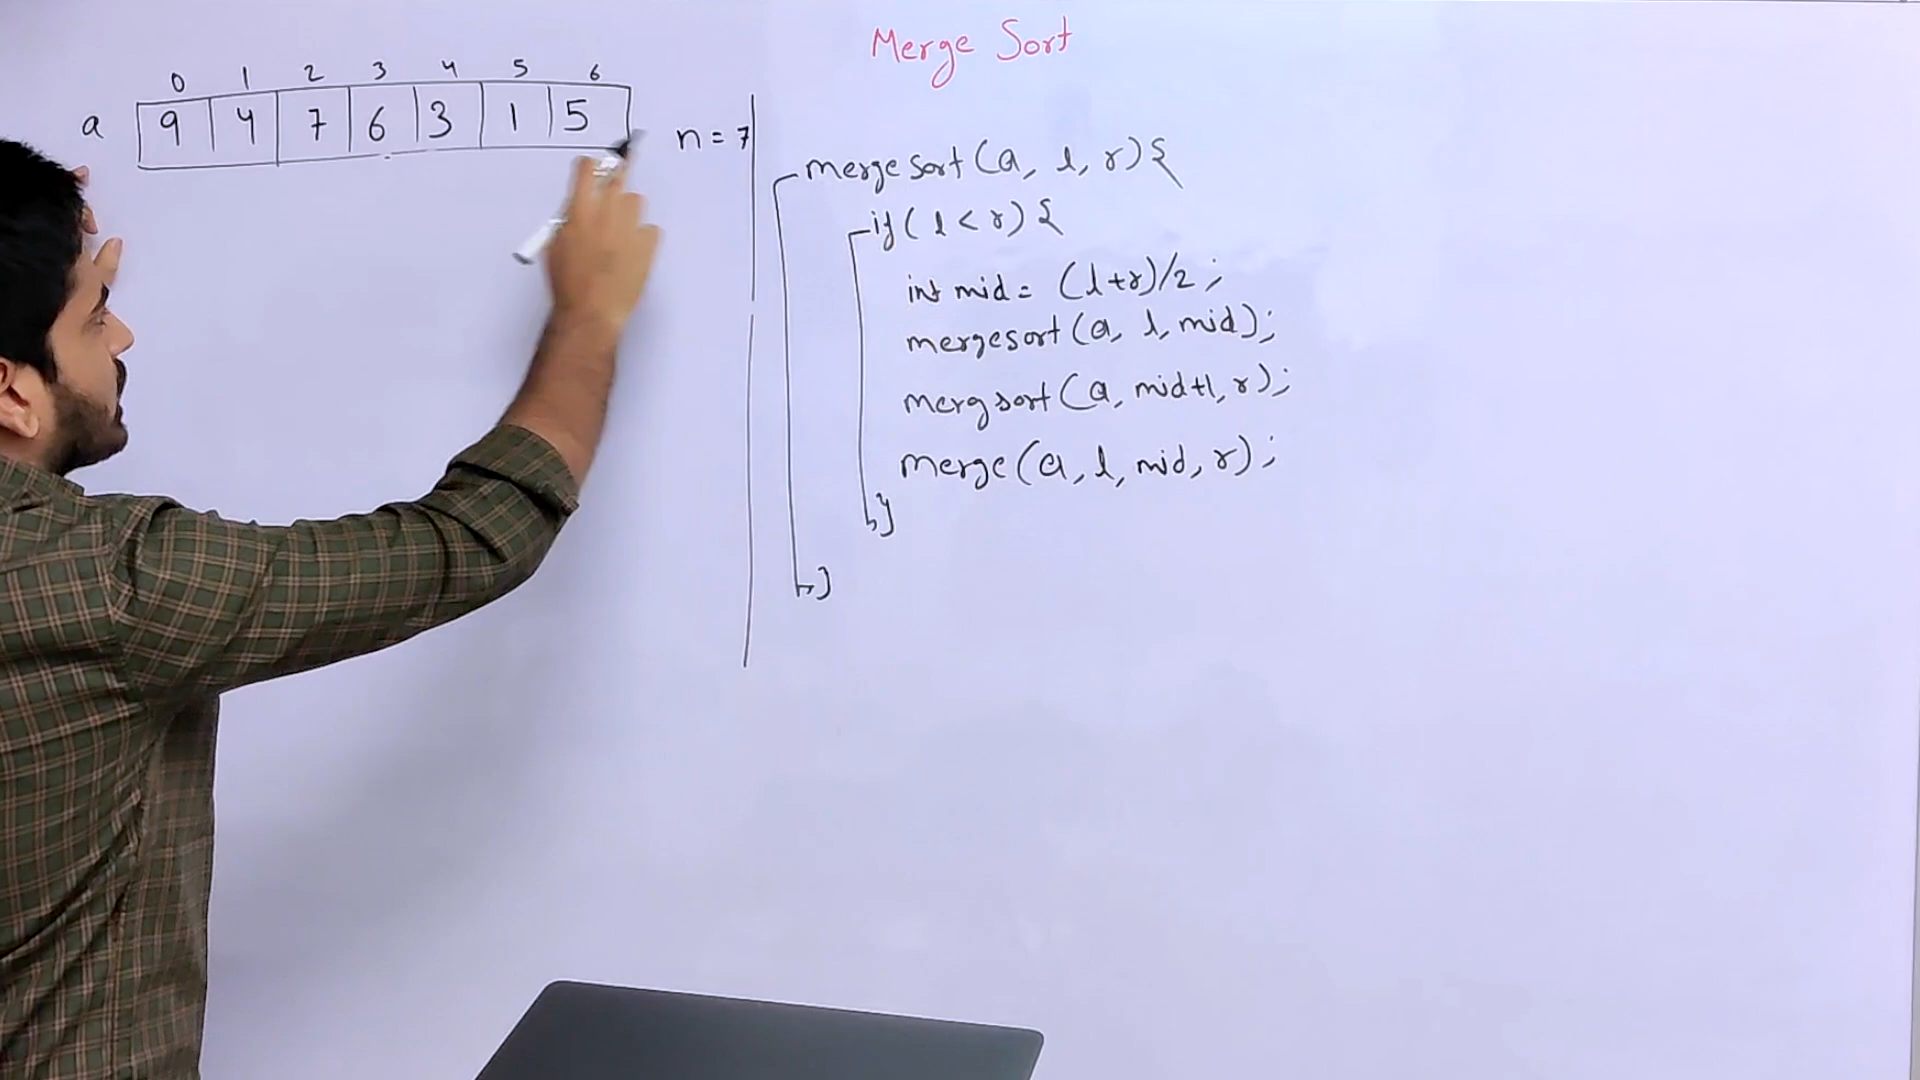 Merge Sort
0 1 2 3 4 5 6
a 9 4 7 6 3 1 5 n = 7
mergesort(a, l, r){
if(l<r){
int mid = (l+r)/2;
mergesort(a, l, mid);
mergsort(a, mid+1, r);
merge(a, l, mid, r);
}
}